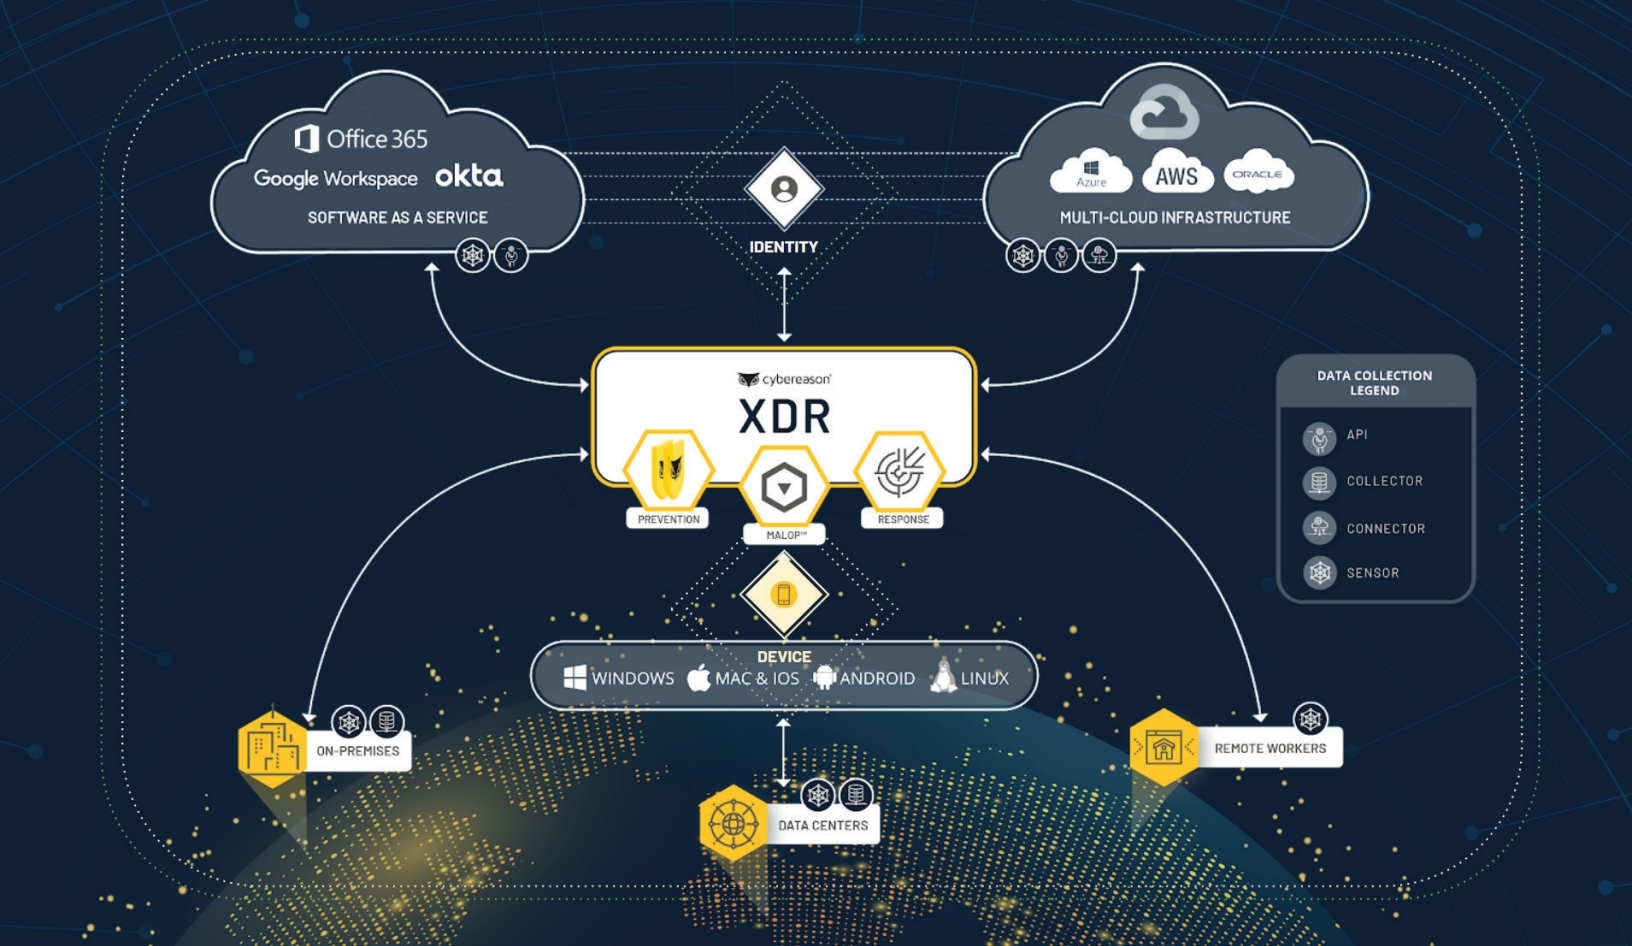 Office 365
Google Workspace okta
SOFTWARE AS A SERVICE
IDENTITY
Azure AWS ORACLE
MULTI-CLOUD INFRASTRUCTURE
cybereason®
XDR
PREVENTION
MALOP™
RESPONSE
DATA COLLECTION
LEGEND
API
COLLECTOR
CONNECTOR
SENSOR
DEVICE
WINDOWS MAC & IOS ANDROID LINUX
ON-PREMISES
DATA CENTERS
REMOTE WORKERS